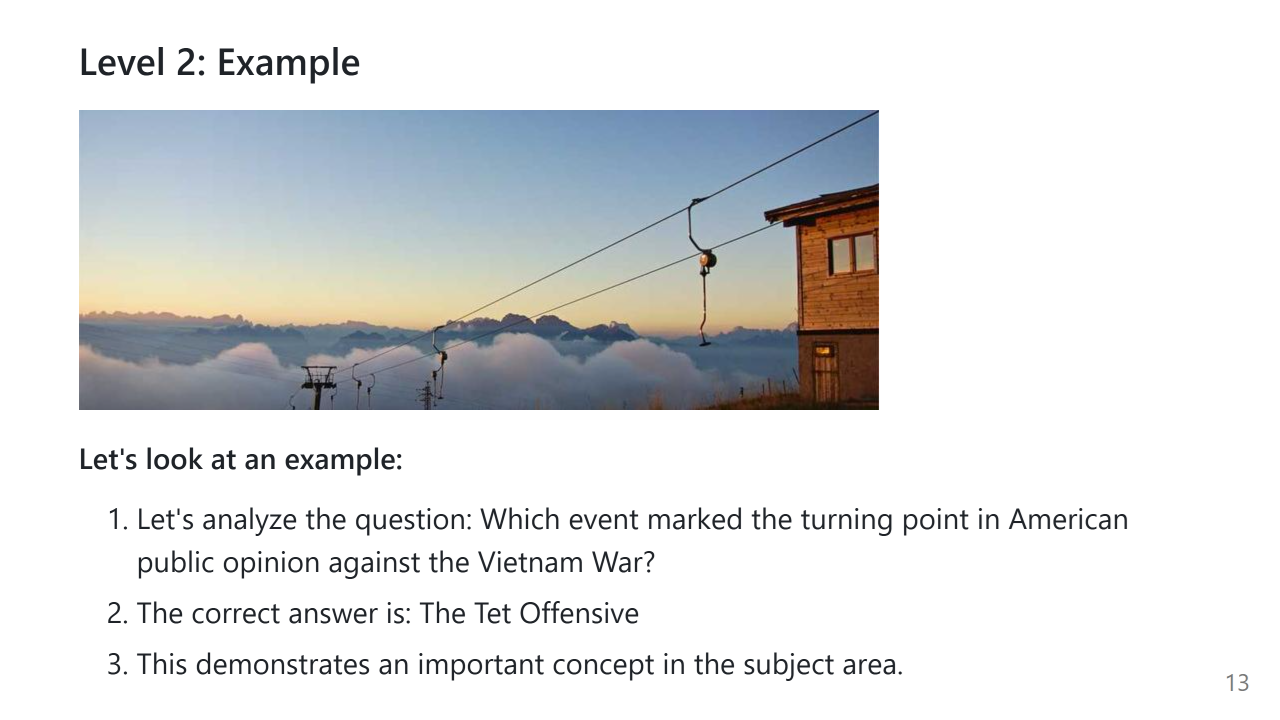 Level 2: Example
Let's look at an example:
1. Let's analyze the question: Which event marked the turning point in American
public opinion against the Vietnam War?
2. The correct answer is: The Tet Offensive
3. This demonstrates an important concept in the subject area.
13